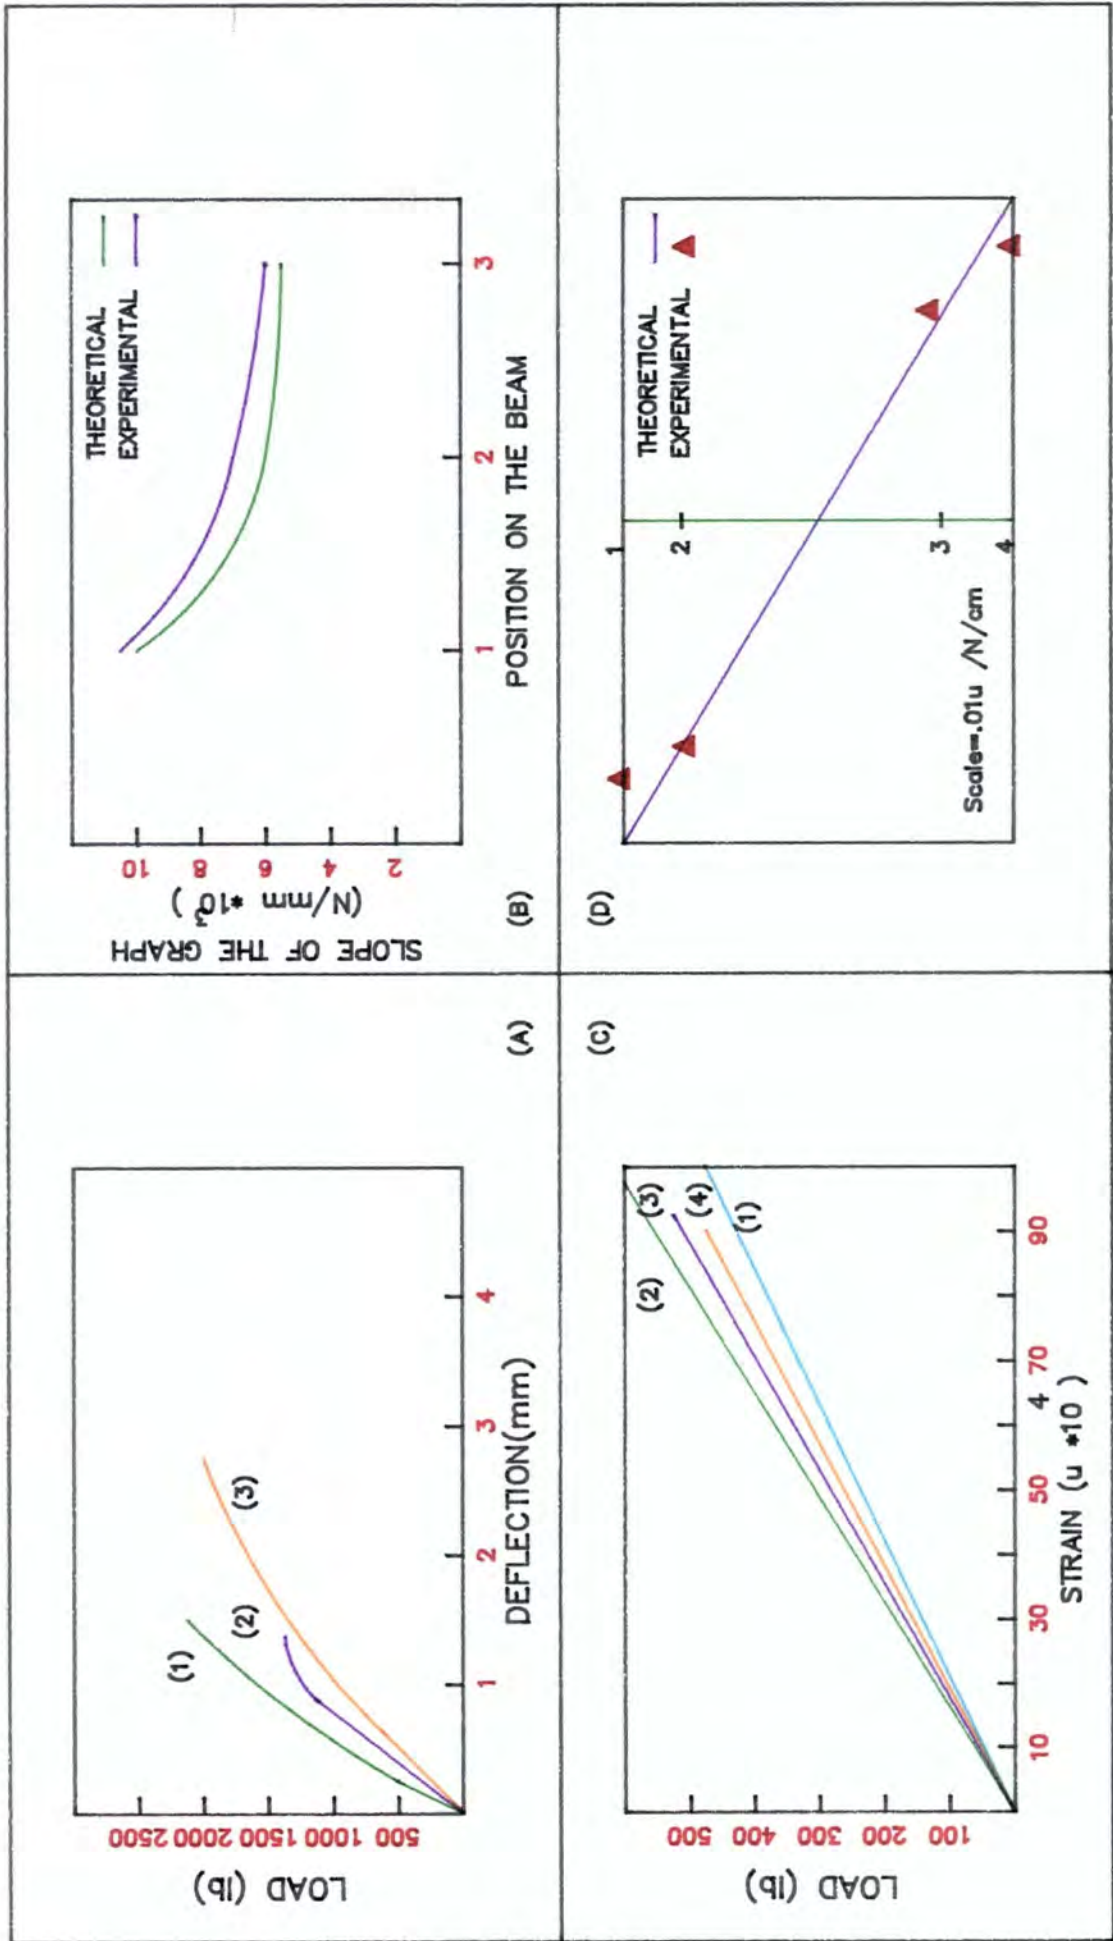 LOAD (lb)
2500
2000
1500
1000
500
(1)
(2)
(3)
1
2
3
4
DEFLECTION(mm)
(A)
SLOPE OF THE GRAPH
(N/mm *10
3
)
10
8
6
4
2
THEORETICAL
EXPERIMENTAL
1
2
3
POSITION ON THE BEAM
(B)
LOAD (lb)
500
400
300
200
100
(2)
(3)
(4)
(1)
10
30
50
70
90
4
STRAIN (u *10 )
(C)
(D)
THEORETICAL
EXPERIMENTAL
1
2
3
4
Scale=.01u /N/cm